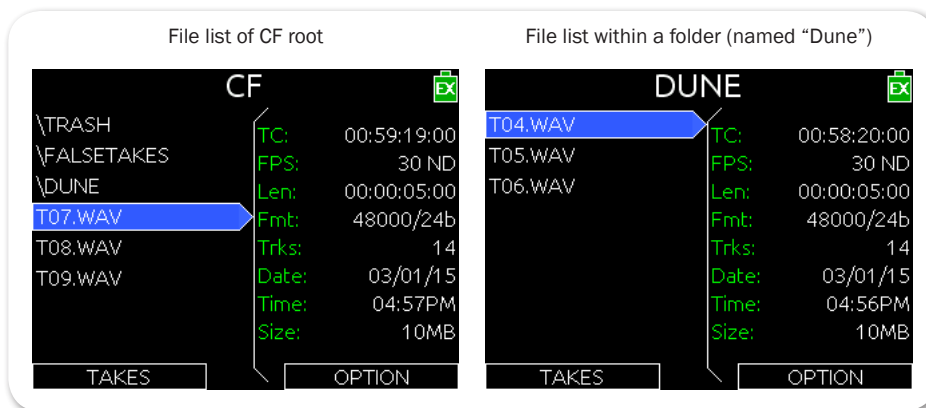 File list of CF root
CF
EX
\TRASH
\FALSETAKES
\DUNE
T07.WAV
T08.WAV
T09.WAV
TC: 00:59:19:00
FPS: 30 ND
Len: 00:00:05:00
Fmt: 48000/24b
Trks: 14
Date: 03/01/15
Time: 04:57PM
Size: 10MB
TAKES
OPTION
File list within a folder (named “Dune”)
DUNE
EX
T04.WAV
T05.WAV
T06.WAV
TC: 00:58:20:00
FPS: 30 ND
Len: 00:00:05:00
Fmt: 48000/24b
Trks: 14
Date: 03/01/15
Time: 04:56PM
Size: 10MB
TAKES
OPTION